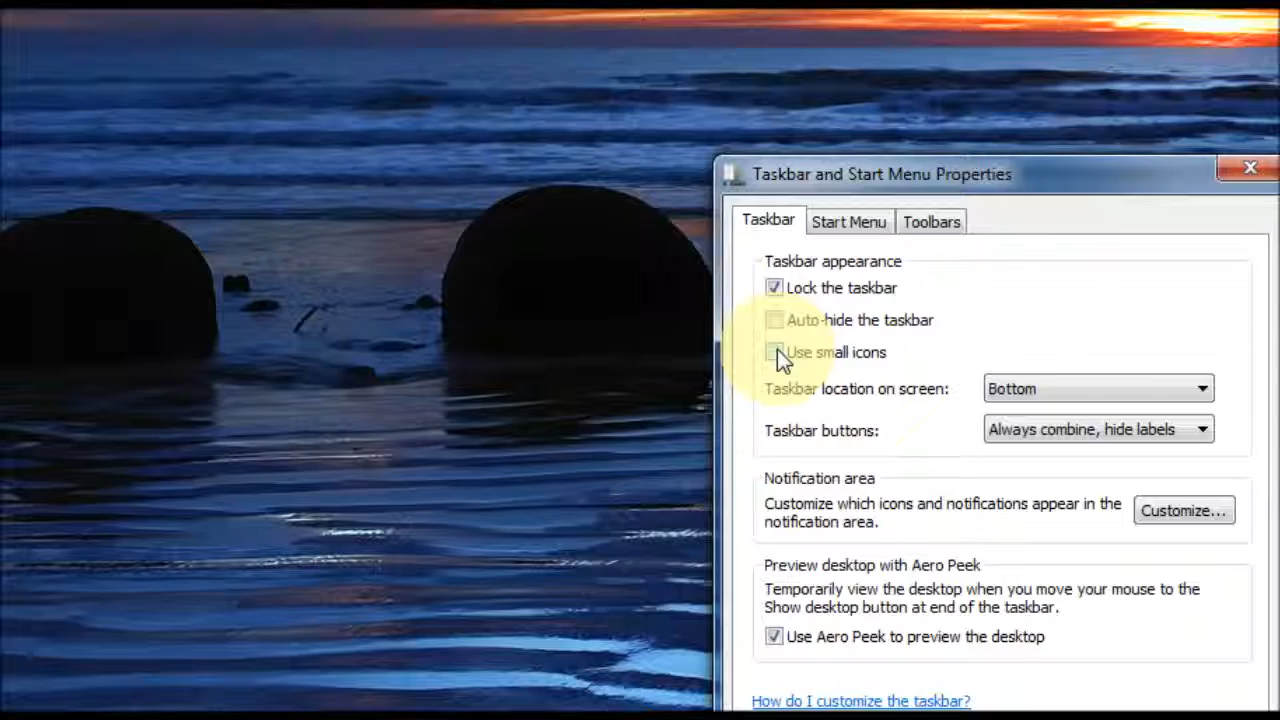 Taskbar and Start Menu Properties
Taskbar
Start Menu
Toolbars
Taskbar appearance
Lock the taskbar
Auto-hide the taskbar
Use small icons
Taskbar location on screen:
Bottom
Taskbar buttons:
Always combine, hide labels
Notification area
Customize which icons and notifications appear in the
notification area.
Customize...
Preview desktop with Aero Peek
Temporarily view the desktop when you move your mouse to the
Show desktop button at end of the taskbar.
Use Aero Peek to preview the desktop
How do I customize the taskbar?